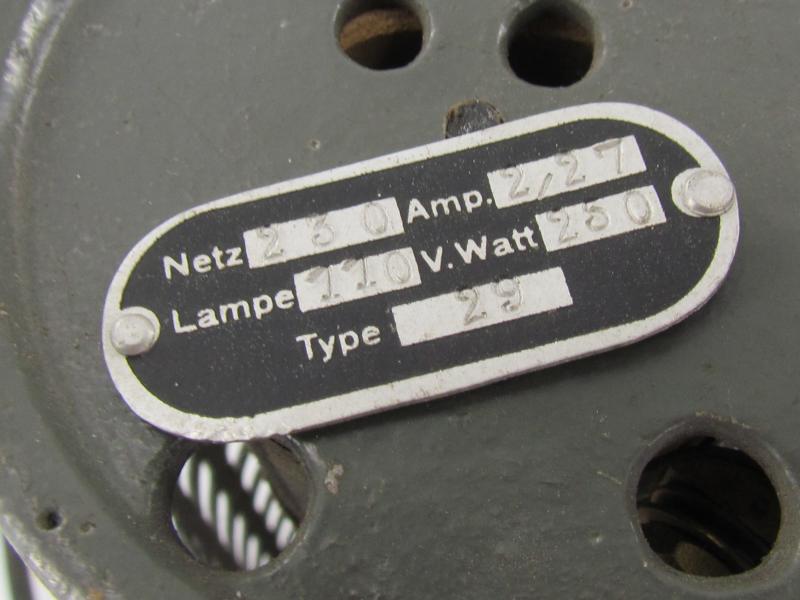 Netz 230 Amp. 2,27
Lampe 110 V. Watt 250
Type 29